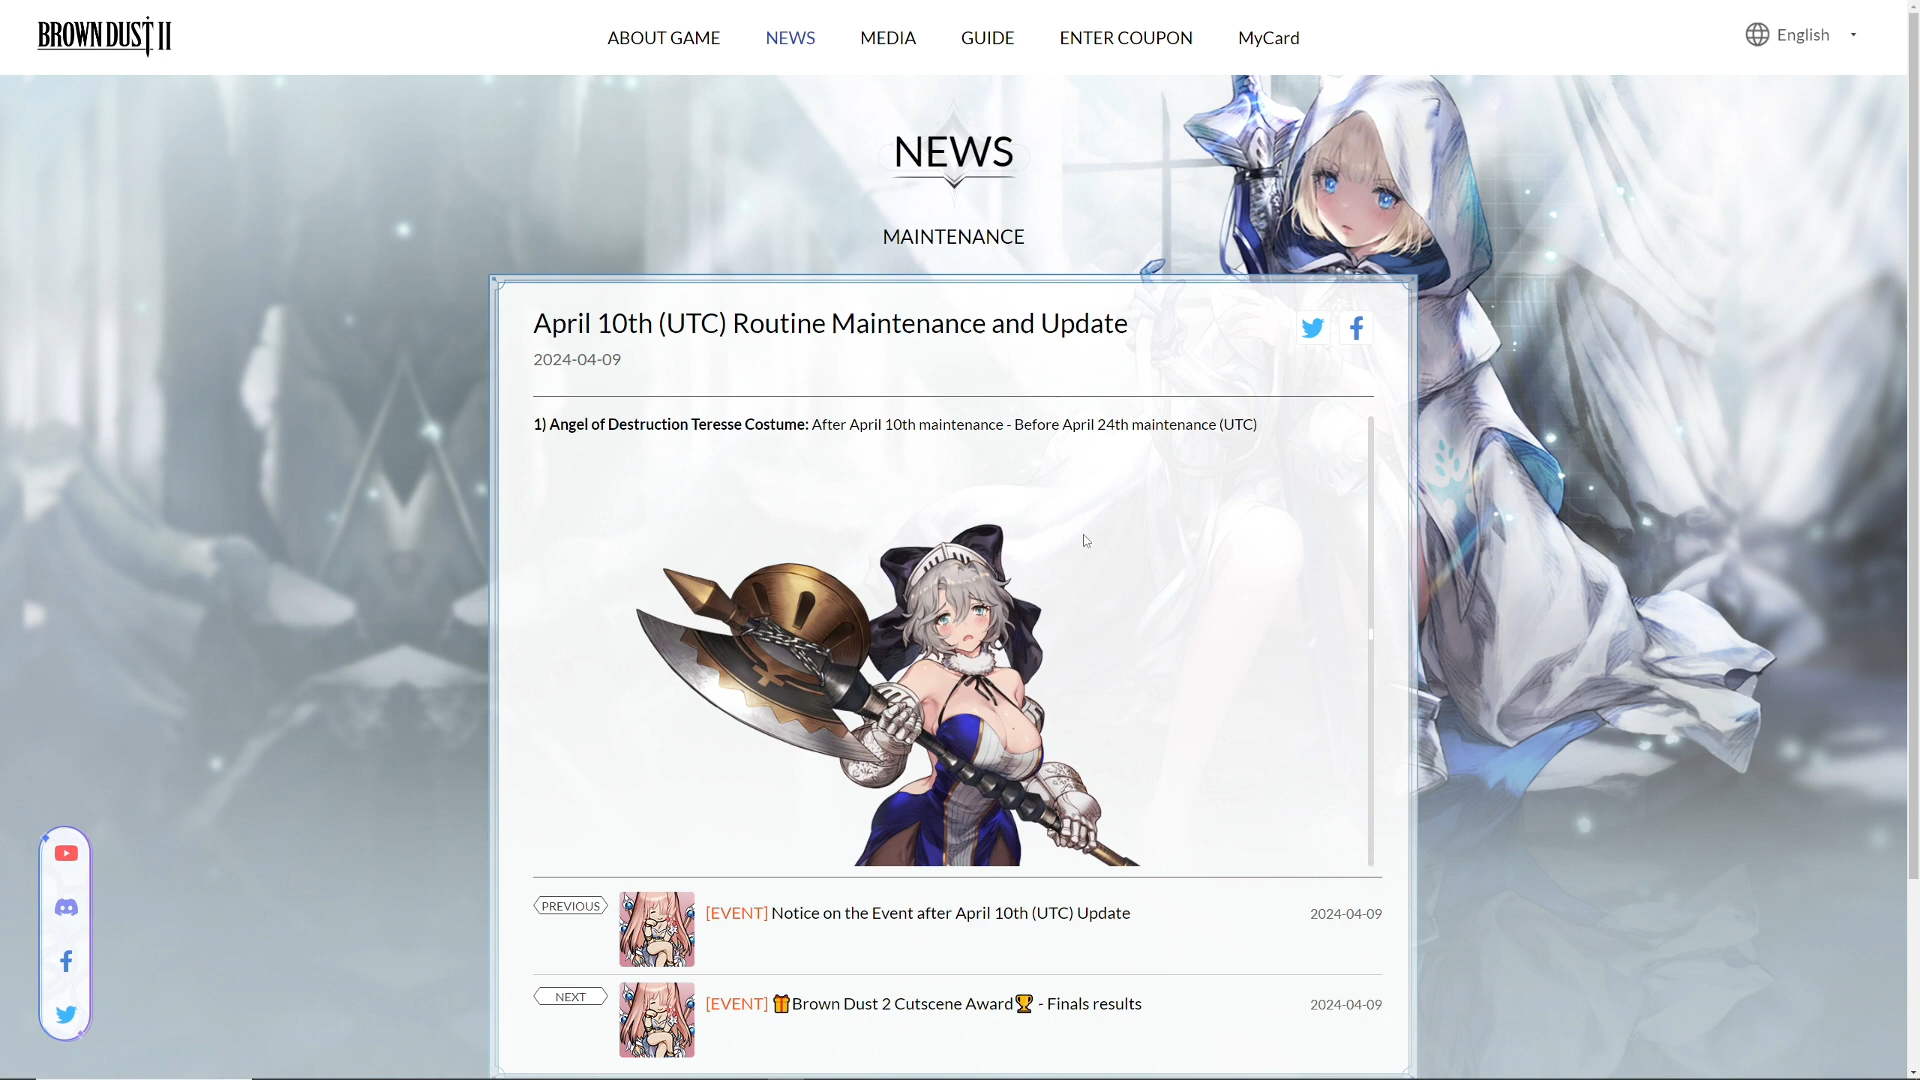 BROWN DUST II
ABOUT GAME
NEWS
MEDIA
GUIDE
ENTER COUPON
MyCard
English
NEWS
MAINTENANCE
April 10th (UTC) Routine Maintenance and Update
2024-04-09
1) Angel of Destruction Teresse Costume: After April 10th maintenance - Before April 24th maintenance (UTC)
PREVIOUS
[EVENT] Notice on the Event after April 10th (UTC) Update
2024-04-09
NEXT
[EVENT] 🎁Brown Dust 2 Cutscene Award🏆 - Finals results
2024-04-09